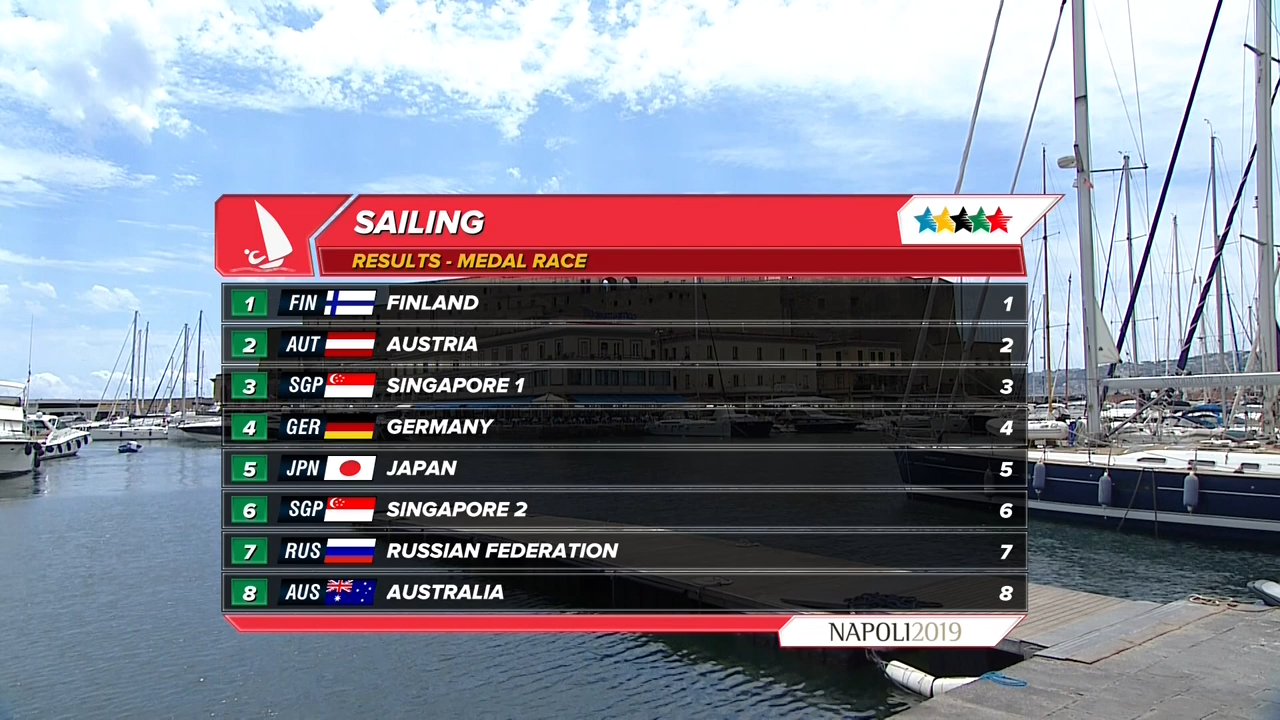 SAILING
RESULTS - MEDAL RACE
1 FIN FINLAND 1
2 AUT AUSTRIA 2
3 SGP SINGAPORE 1 3
4 GER GERMANY 4
5 JPN JAPAN 5
6 SGP SINGAPORE 2 6
7 RUS RUSSIAN FEDERATION 7
8 AUS AUSTRALIA 8
NAPOLI2019